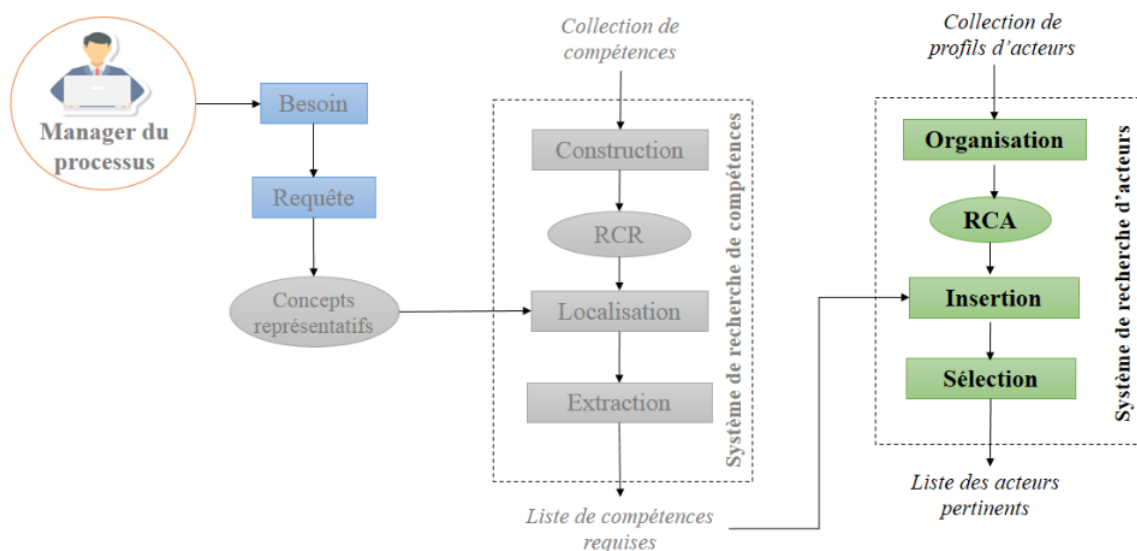 Manager du
processus
Besoin
Requête
Concepts
représentatifs
Collection de
compétences
Construction
RCR
Localisation
Extraction
Système de recherche de compétences
Liste de compétences
requises
Collection de
profils d'acteurs
Organisation
RCA
Insertion
Sélection
Système de recherche d'acteurs
Liste des acteurs
pertinents